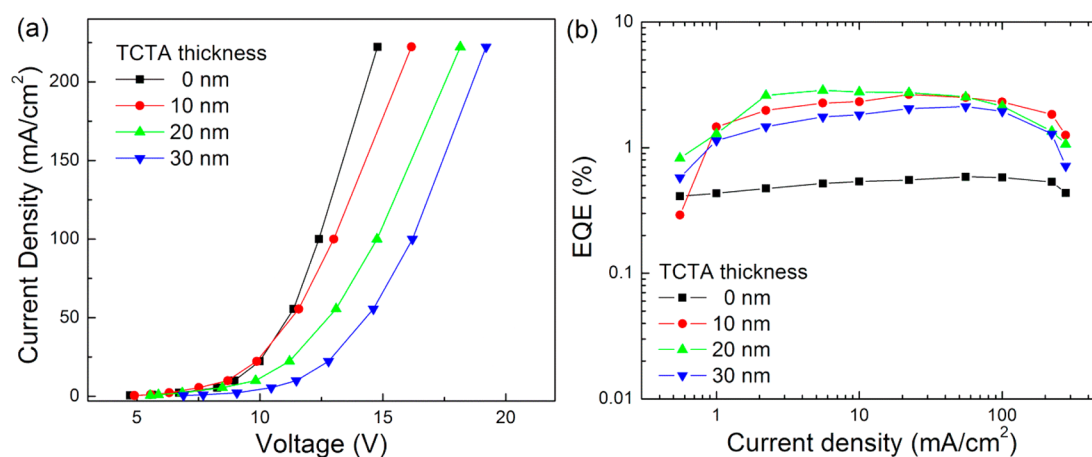 (a)
TCTA thickness
0 nm
10 nm
20 nm
30 nm
Current Density (mA/cm²)
0
50
100
150
200
5
10
15
20
Voltage (V)
(b)
EQE (%)
10
1
0.1
0.01
TCTA thickness
0 nm
10 nm
20 nm
30 nm
1
10
100
Current density (mA/cm²)